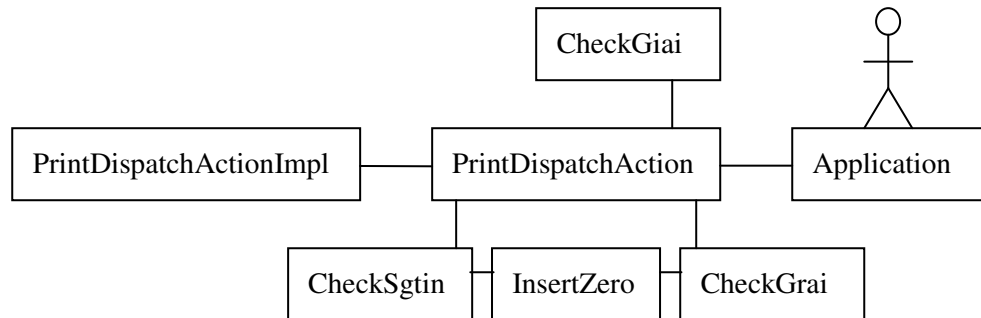 CheckGiai
PrintDispatchActionImpl
PrintDispatchAction
Application
CheckSgtin
InsertZero
CheckGrai